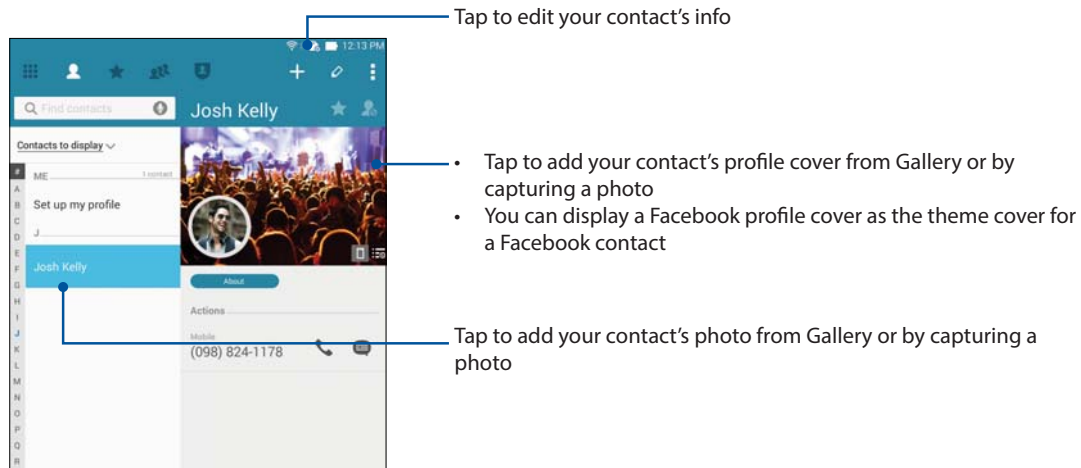 Tap to edit your contact's info
12:13 PM
Find contacts
Josh Kelly
Contacts to display
#
ME 1 contact
A
B
Set up my profile
C
D
J
E
F
Josh Kelly
G
H
I
J
K
L
M
N
O
P
Q
R
About
Actions
Mobile
(098) 824-1178
• Tap to add your contact's profile cover from Gallery or by
capturing a photo
• You can display a Facebook profile cover as the theme cover for
a Facebook contact
Tap to add your contact's photo from Gallery or by capturing a
photo